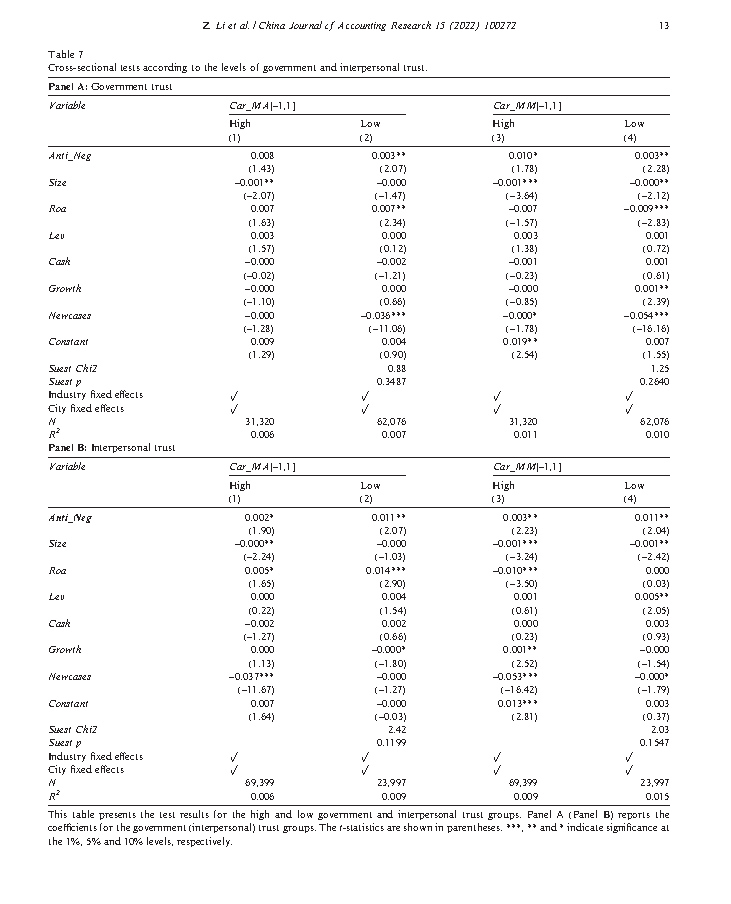 Z. Li et al. / China Journal of Accounting Research 15 (2022) 100272 13
Table 7
Cross-sectional tests according to the levels of government and interpersonal trust.
Panel A: Government trust
Variable Car_MA[–1,1] Car_MM[–1,1]
High Low High Low
(1) (2) (3) (4)
Anti_Neg 0.008 0.003** 0.010* 0.003**
(1.43) (2.07) (1.78) (2.28)
Size –0.001** –0.000 –0.001*** –0.000**
(–2.07) (–1.47) (–3.64) (–2.12)
Roa 0.007 0.007** –0.007 –0.009***
(1.63) (2.34) (–1.57) (–2.83)
Lev 0.003 0.000 0.003 0.001
(1.57) (0.12) (1.38) (0.72)
Cash –0.000 –0.002 –0.001 0.001
(–0.02) (–1.21) (–0.23) (0.61)
Growth –0.000 0.000 –0.000 0.001**
(–1.10) (0.66) (–0.85) (2.39)
Newcases –0.000 –0.036*** –0.000* –0.054***
(–1.28) (–11.06) (–1.78) (–16.16)
Constant 0.009 0.004 0.019** 0.007
(1.29) (0.90) (2.54) (1.55)
Suest Chi2 0.88 1.25
Suest p 0.3487 0.2640
Industry fixed effects √ √ √ √
City fixed effects √ √ √ √
N 31,320 62,076 31,320 62,076
R2 0.006 0.007 0.011 0.010
Panel B: Interpersonal trust
Variable Car_MA[–1,1] Car_MM[–1,1]
High Low High Low
(1) (2) (3) (4)
Anti_Neg 0.002* 0.011** 0.003** 0.011**
(1.90) (2.07) (2.23) (2.04)
Size –0.000** –0.000 –0.001*** –0.001**
(–2.24) (–1.03) (–3.24) (–2.42)
Roa 0.005* 0.014*** –0.010*** 0.000
(1.65) (2.90) (–3.50) (0.03)
Lev 0.000 0.004 0.001 0.005**
(0.22) (1.54) (0.61) (2.05)
Cash –0.002 0.002 0.000 0.003
(–1.27) (0.66) (0.23) (0.93)
Growth 0.000 –0.000* 0.001** –0.000
(1.13) (–1.80) (2.52) (–1.54)
Newcases –0.037*** –0.000 –0.053*** –0.000*
(–11.67) (–1.27) (–16.42) (–1.79)
Constant 0.007 –0.000 0.013*** 0.003
(1.64) (–0.03) (2.81) (0.37)
Suest Chi2 2.42 2.03
Suest p 0.1199 0.1547
Industry fixed effects √ √ √ √
City fixed effects √ √ √ √
N 69,399 23,997 69,399 23,997
R2 0.006 0.009 0.009 0.015
This table presents the test results for the high and low government and interpersonal trust groups. Panel A (Panel B) reports the
coefficients for the government (interpersonal) trust groups. The t-statistics are shown in parentheses. ***, ** and * indicate significance at
the 1%, 5% and 10% levels, respectively.